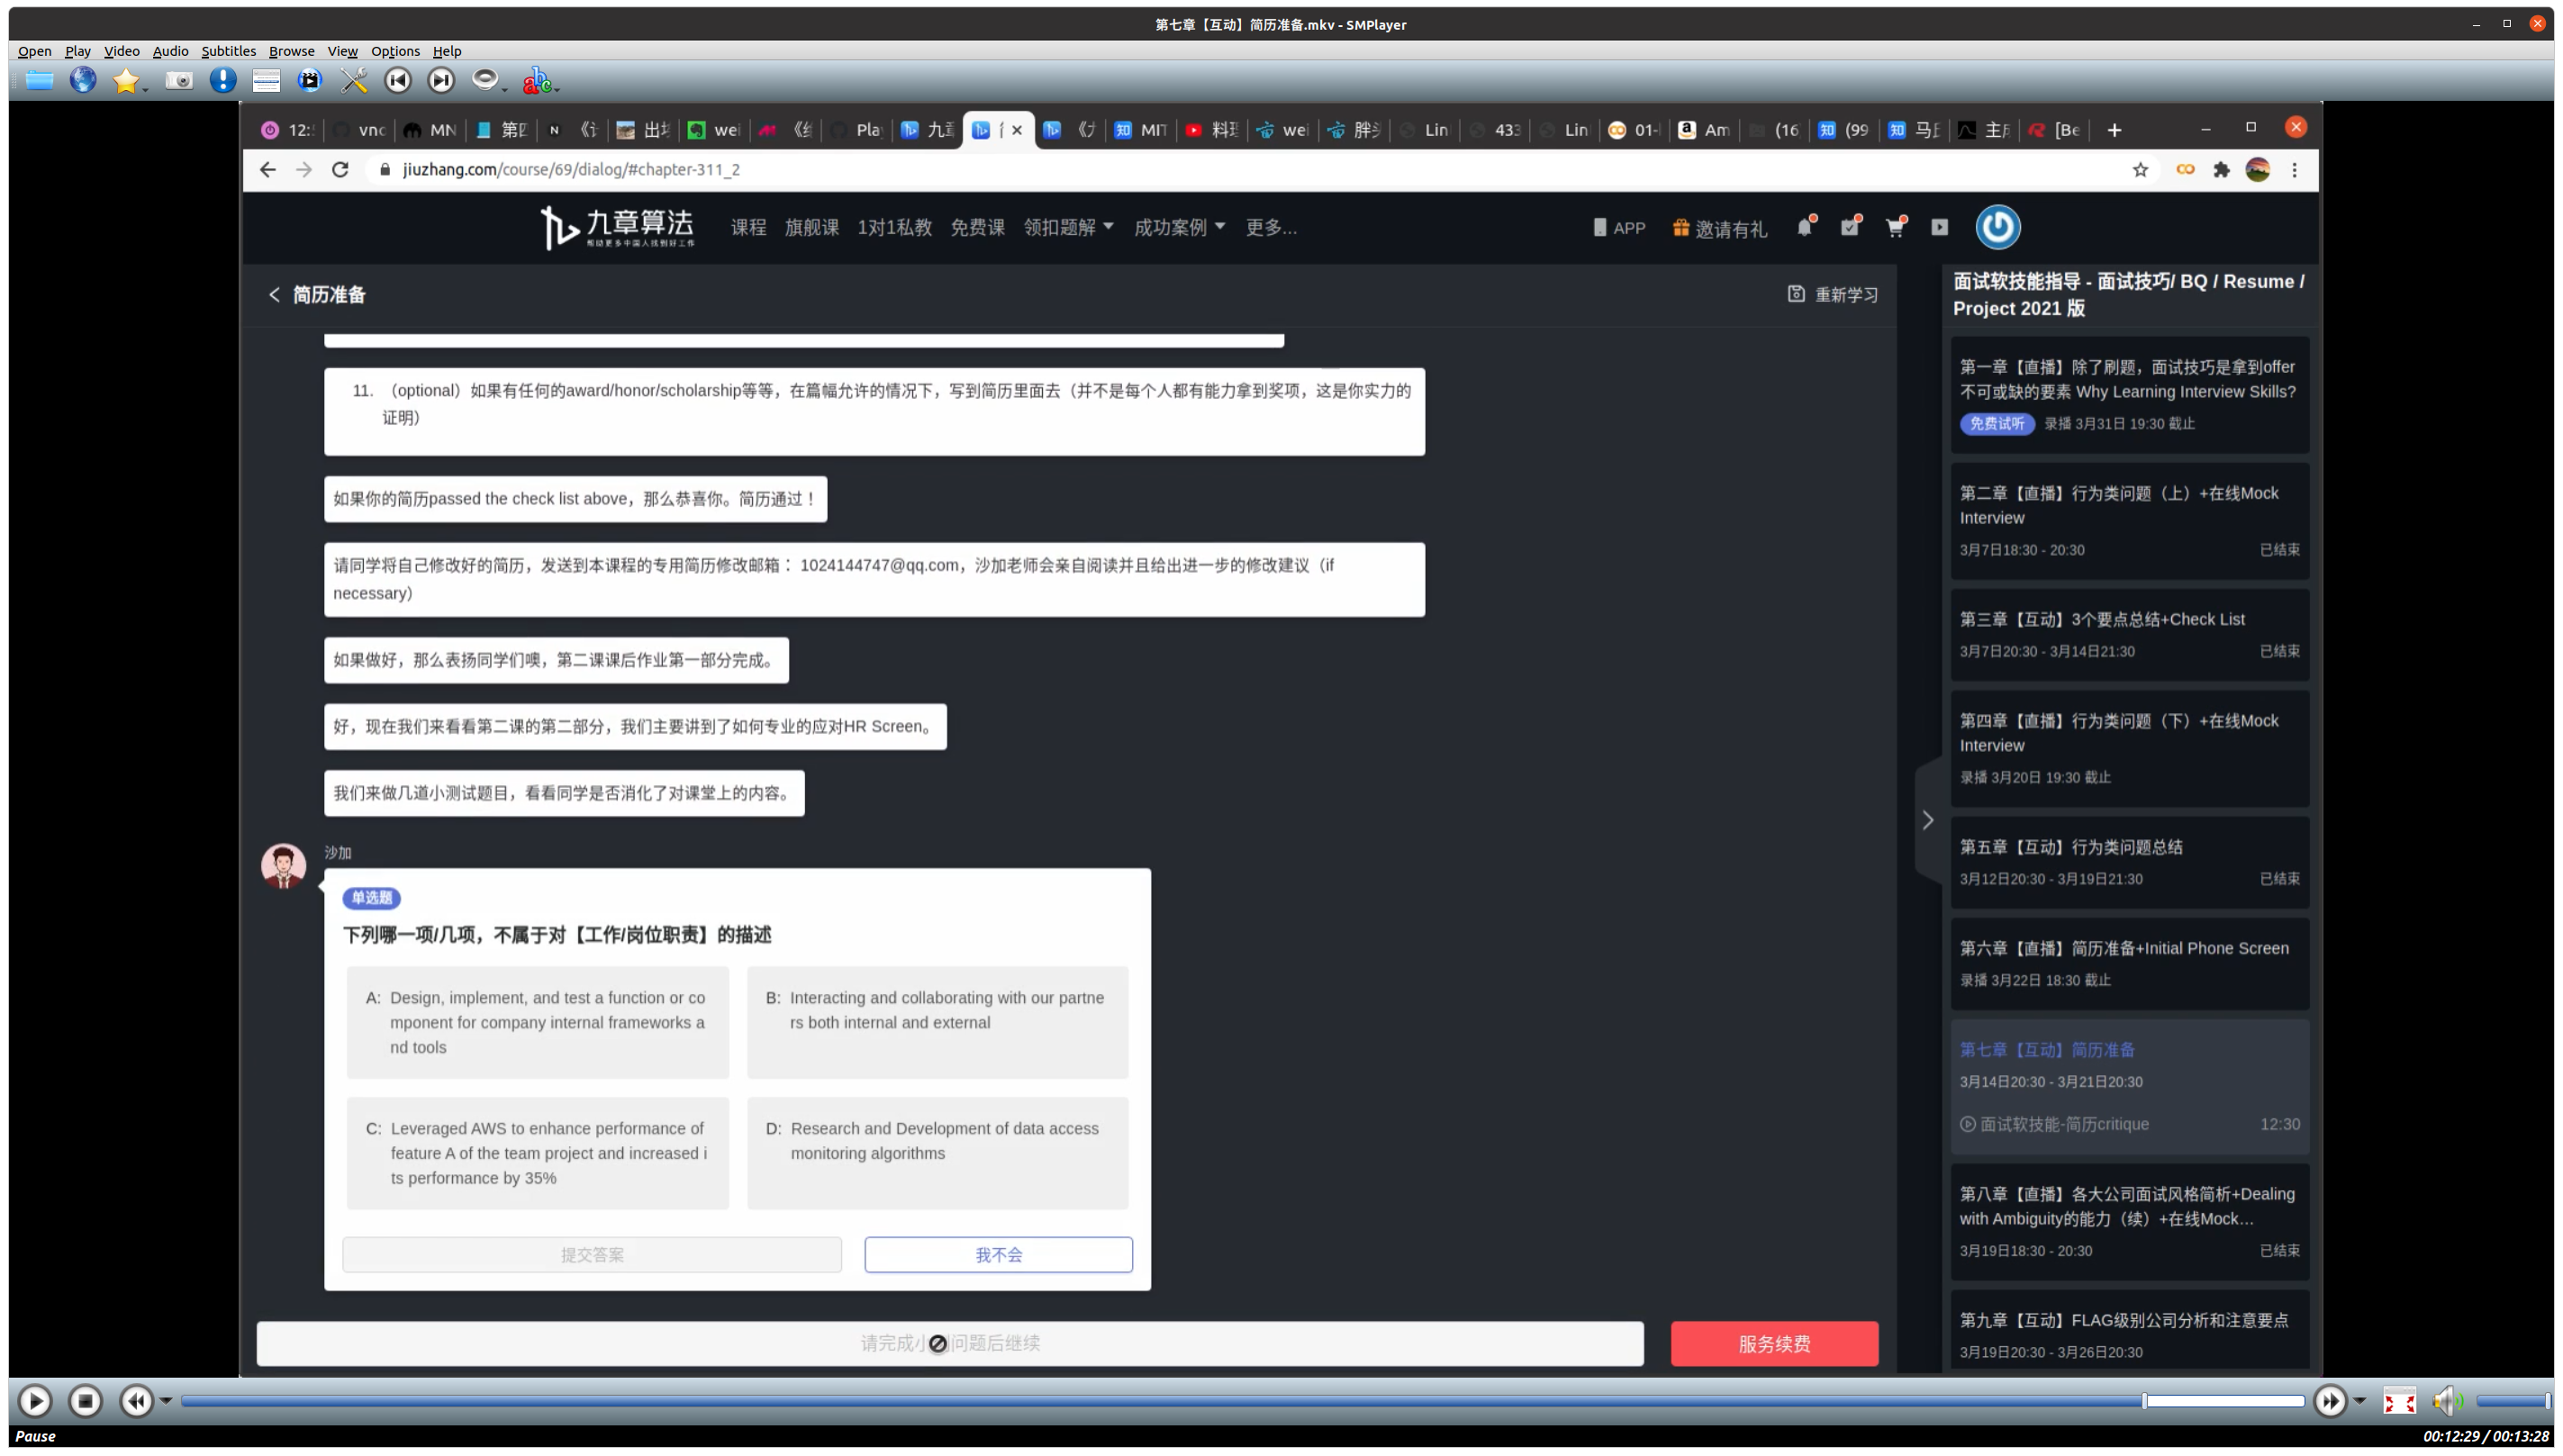 第七章【互动】简历准备.mkv - SMPlayer
Open Play Video Audio Subtitles Browse View Options Help
12: vnc MN 第四 N 出 wei Pla 九章 MIT wei 胖 Lin 433 Lin 01- Am (16 (99 [Be
jiuzhang.com/course/69/dialog/#chapter-311_2
九章算法
帮助更多中国人找到好工作
课程 旗舰课 1对1私教 免费课 领扣题解 成功案例 更多...
APP 邀请有礼
简历准备
重新学习
11. （optional）如果有任何的award/honor/scholarship等等，在篇幅允许的情况下，写到简历里面去（并不是每个人都有能力拿到奖项，这是你实力的
证明）
如果你的简历passed the check list above，那么恭喜你。简历通过！
请同学将自己修改好的简历，发送到本课程的专用简历修改邮箱： 1024144747@qq.com，沙加老师会亲自阅读并且给出进一步的修改建议（if
necessary）
如果做好，那么表扬同学们噢，第二课课后作业第一部分完成。
好，现在我们来看看第二课的第二部分，我们主要讲到了如何专业的应对HR Screen。
我们来做几道小测试题目，看看同学是否消化了对课堂上的内容。
沙加
单选题
下列哪一项/几项，不属于对【工作/岗位职责】的描述
A: Design, implement, and test a function or co
mponent for company internal frameworks a
nd tools
B: Interacting and collaborating with our partne
rs both internal and external
C: Leveraged AWS to enhance performance of
feature A of the team project and increased i
ts performance by 35%
D: Research and Development of data access
monitoring algorithms
提交答案
我不会
请完成小 问题后继续
服务续费
面试软技能指导 - 面试技巧/ BQ / Resume /
Project 2021 版
第一章【直播】除了刷题，面试技巧是拿到offer
不可或缺的要素 Why Learning Interview Skills?
免费试听 录播 3月31日 19:30 截止
第二章【直播】行为类问题（上）+在线Mock
Interview
3月7日18:30 - 20:30 已结束
第三章【互动】3个要点总结+Check List
3月7日20:30 - 3月14日21:30 已结束
第四章【直播】行为类问题（下）+在线Mock
Interview
录播 3月20日 19:30 截止
第五章【互动】行为类问题总结
3月12日20:30 - 3月19日21:30 已结束
第六章【直播】简历准备+Initial Phone Screen
录播 3月22日 18:30 截止
第七章【互动】简历准备
3月14日20:30 - 3月21日20:30
面试软技能-简历critique 12:30
第八章【直播】各大公司面试风格简析+Dealing
with Ambiguity的能力（续）+在线Mock...
3月19日18:30 - 20:30 已结束
第九章【互动】FLAG级别公司分析和注意要点
3月19日20:30 - 3月26日20:30
Pause
00:12:29 / 00:13:28